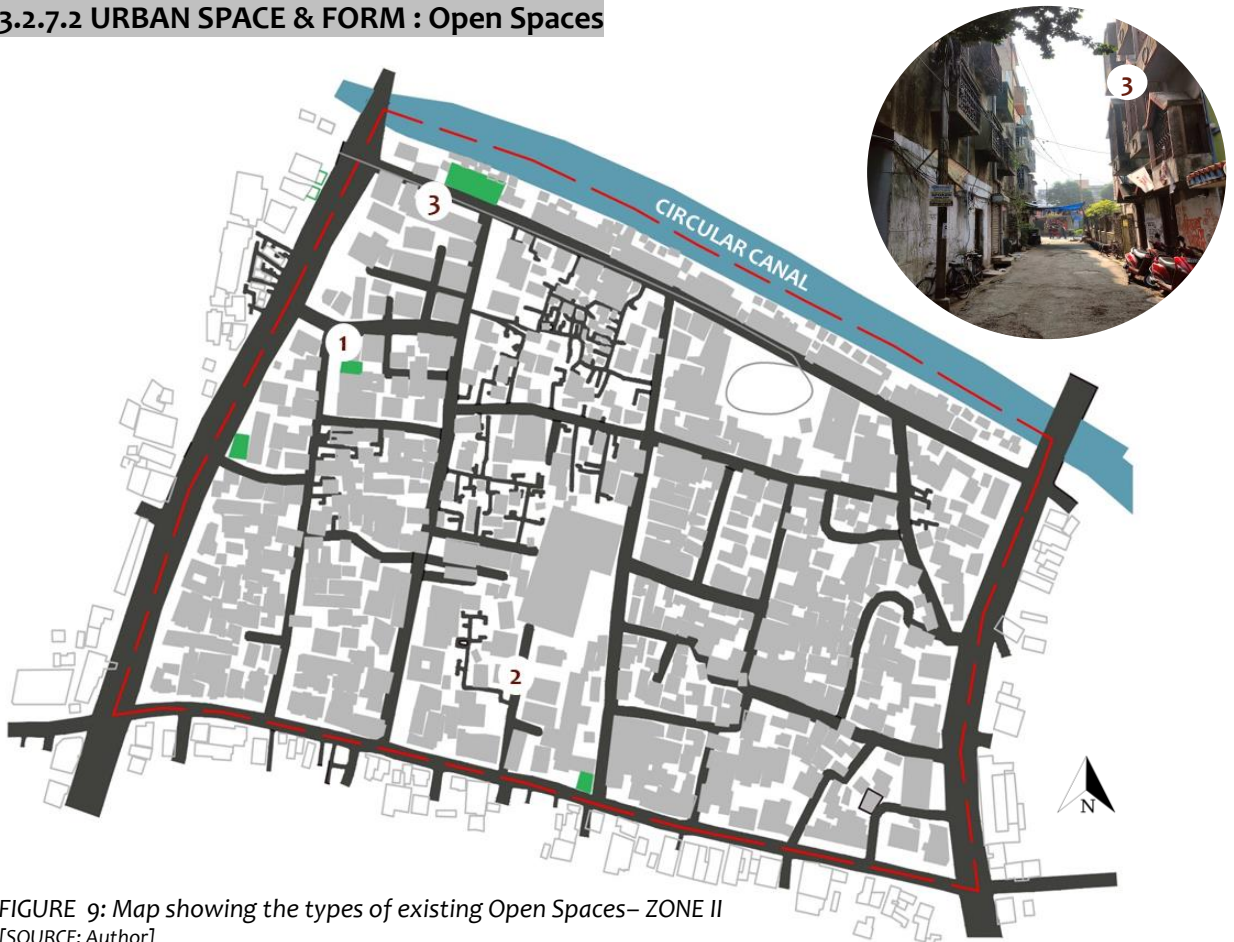 3.2.7.2 URBAN SPACE & FORM : Open Spaces
3
3
CIRCULAR CANAL
1
2
N
FIGURE 9: Map showing the types of existing Open Spaces– ZONE II
[SOURCE: Author]